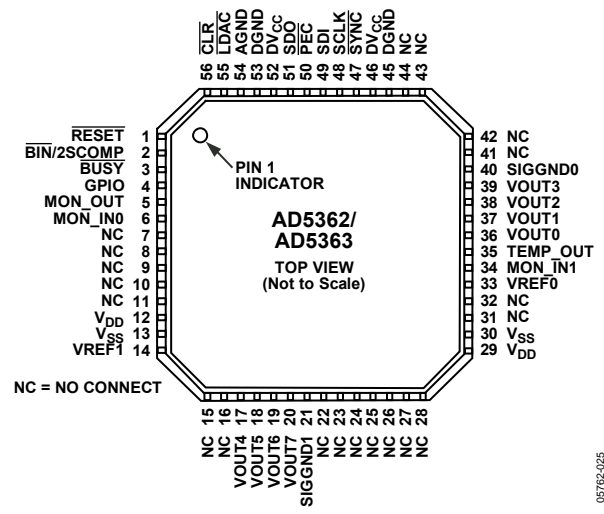 56 CLR
55 LDAC
54 AGND
53 DGND
52 DVCC
51 SDO
50 PEC
49 SDI
48 SCLK
47 SYNC
46 DVCC
45 DGND
44 NC
43 NC
RESET 1
BIN/2SCOMP 2
BUSY 3
GPIO 4
MON_OUT 5
MON_IN0 6
NC 7
NC 8
NC 9
NC 10
NC 11
VDD 12
VSS 13
VREF1 14
PIN 1
INDICATOR
AD5362/
AD5363
TOP VIEW
(Not to Scale)
42 NC
41 NC
40 SIGGND0
39 VOUT3
38 VOUT2
37 VOUT1
36 VOUT0
35 TEMP_OUT
34 MON_IN1
33 VREF0
32 NC
31 NC
30 VSS
29 VDD
NC = NO CONNECT
NC 15
NC 16
VOUT4 17
VOUT5 18
VOUT6 19
VOUT7 20
SIGGND1 21
NC 22
NC 23
NC 24
NC 25
NC 26
NC 27
NC 28
05762-025